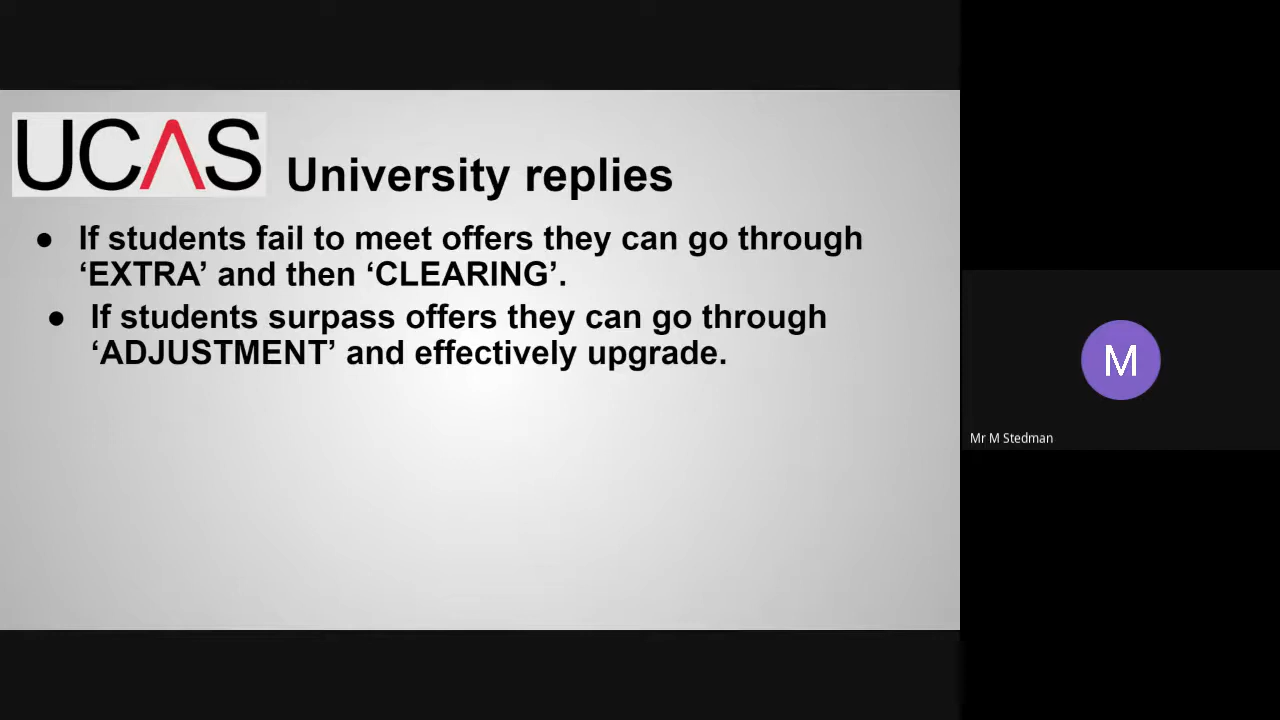 UCAS University replies
● If students fail to meet offers they can go through
‘EXTRA’ and then ‘CLEARING’.
● If students surpass offers they can go through
‘ADJUSTMENT’ and effectively upgrade.
M
Mr M Stedman